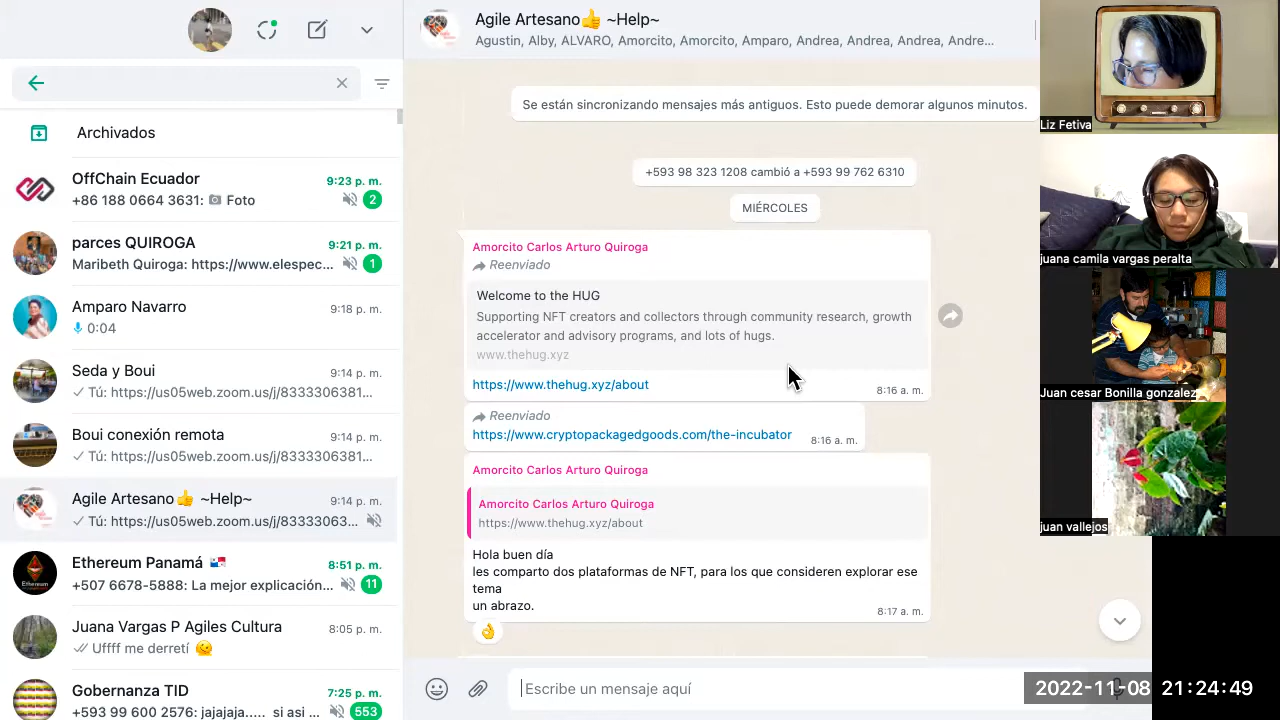 Archivados
OffChain Ecuador
9:23 p. m.
+86 188 0664 3631: Foto
2
parces QUIROGA
9:21 p. m.
Maribeth Quiroga: https://www.elespec...
1
Amparo Navarro
9:18 p. m.
0:04
Seda y Boui
9:14 p. m.
Tú: https://us05web.zoom.us/j/8333306381...
Boui conexión remota
9:14 p. m.
Tú: https://us05web.zoom.us/j/8333306381...
Agile Artesano👍 ~Help~
9:14 p. m.
Tú: https://us05web.zoom.us/j/83333063...
Ethereum Panamá 🇵🇦
8:51 p. m.
+507 6678-5888: La mejor explicación...
11
Juana Vargas P Agiles Cultura
8:05 p. m.
Uffff me derretí 🫠
Gobernanza TID
7:25 p. m.
+593 99 600 2576: jajajaja..... si asi ...
553
Agile Artesano👍 ~Help~
Agustin, Alby, ALVARO, Amorcito, Amorcito, Amparo, Andrea, Andrea, Andrea, Andre...
Se están sincronizando mensajes más antiguos. Esto puede demorar algunos minutos.
+593 98 323 1208 cambió a +593 99 762 6310
MIÉRCOLES
Amorcito Carlos Arturo Quiroga
Reenviado
Welcome to the HUG
Supporting NFT creators and collectors through community research, growth
accelerator and advisory programs, and lots of hugs.
www.thehug.xyz
https://www.thehug.xyz/about
8:16 a. m.
Reenviado
https://www.cryptopackagedgoods.com/the-incubator
8:16 a. m.
Amorcito Carlos Arturo Quiroga
Amorcito Carlos Arturo Quiroga
https://www.thehug.xyz/about
Hola buen día
les comparto dos plataformas de NFT, para los que consideren explorar ese
tema
un abrazo.
8:17 a. m.
👌
Escribe un mensaje aquí
Liz Fetiva
juana camila vargas peralta
Juan cesar Bonilla gonzalez
juan vallejos
2022-11-08 21:24:49